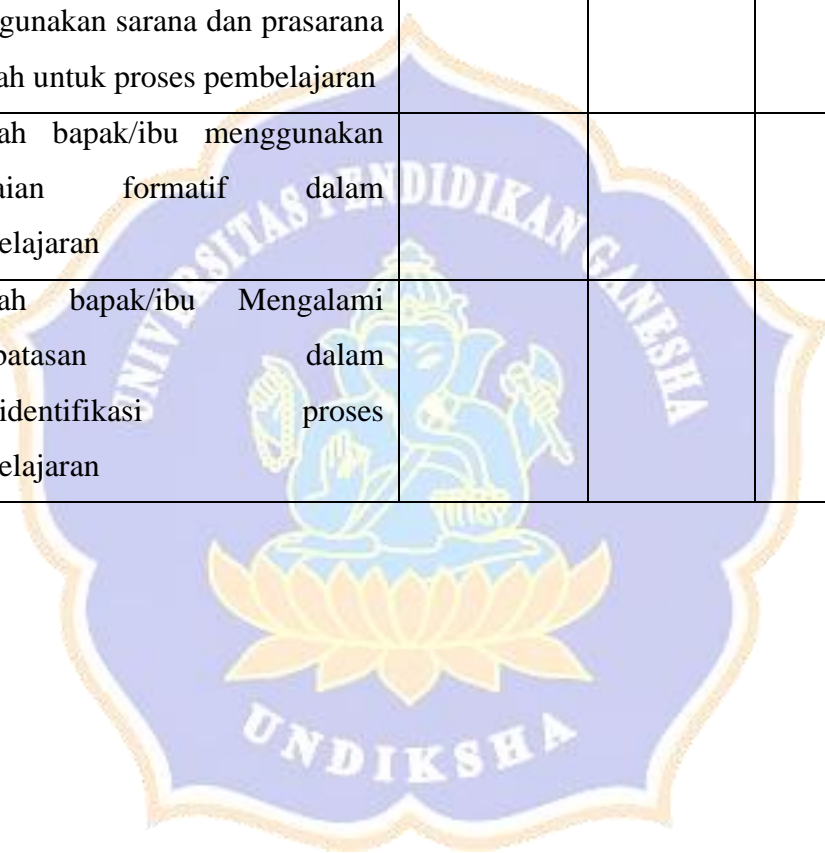 gunakan sarana dan prasarana
ah untuk proses pembelajaran
ah bapak/ibu menggunakan
aian formatif dalam
elajaran
ah bapak/ibu Mengalami
batasan dalam
identifikasi proses
elajaran
UNIVERSITAS PENDIDIKAN GANESHA
UNDIKSHA